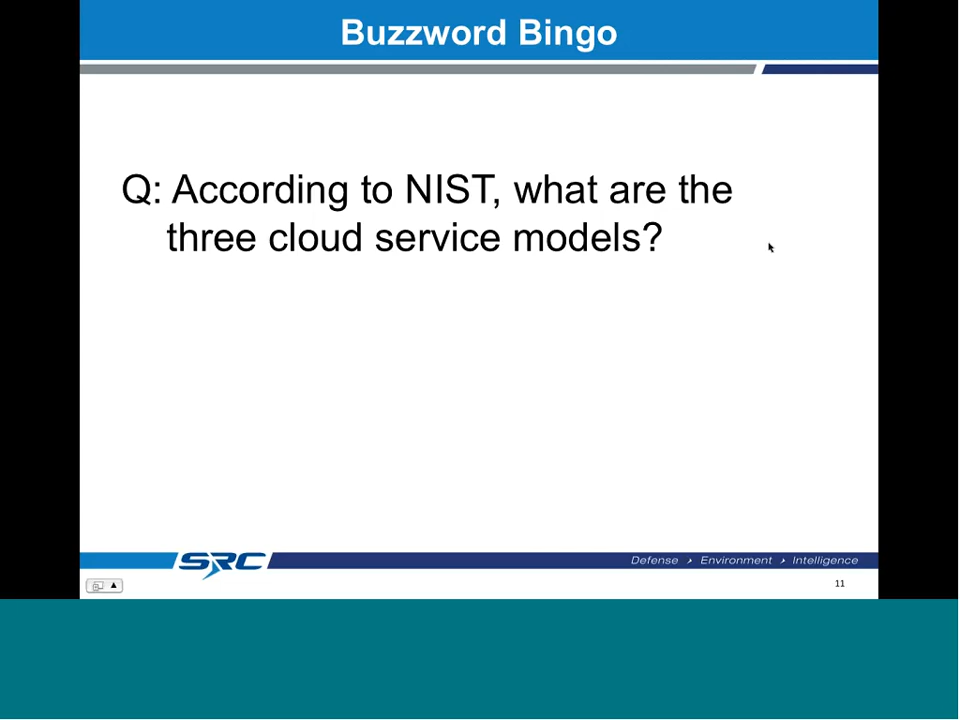 Buzzword Bingo
Q: According to NIST, what are the
three cloud service models?
SRC
Defense › Environment › Intelligence
11